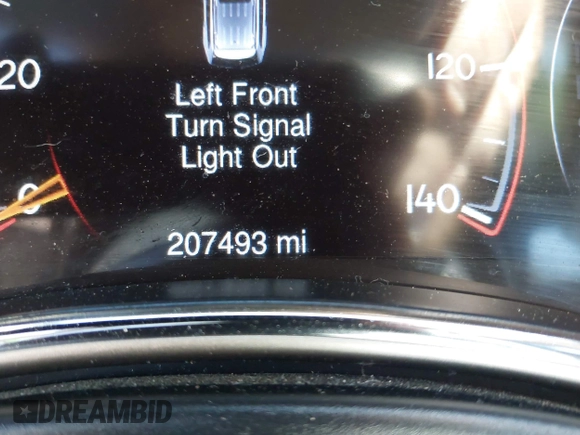 20
120
Left Front
Turn Signal
Light Out
0
140
207493 mi
DREAMBID